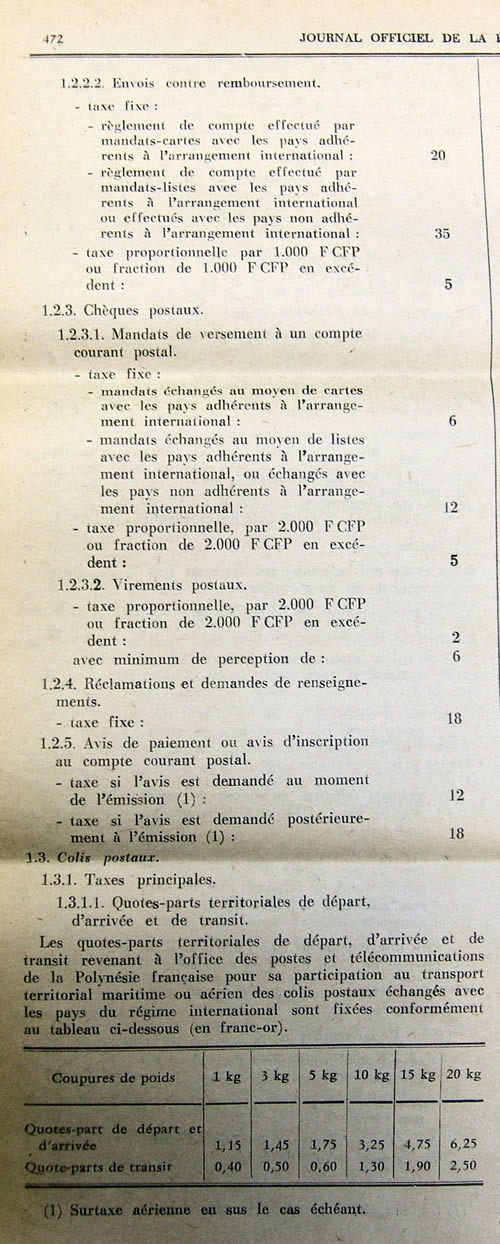 472 JOURNAL OFFICIEL DE LA
1.2.2.2. Envois contre remboursement.
- taxe fixe :
- règlement de compte effectué par
mandats-cartes avec les pays adhé-
rents à l'arrangement international : 20
- règlement de compte effectué par
mandats-listes avec les pays adhé-
rents à l'arrangement international
ou effectués avec les pays non adhé-
rents à l'arrangement international : 35
- taxe proportionnelle par 1.000 F CFP
ou fraction de 1.000 F CFP en excé-
dent : 5
1.2.3. Chèques postaux.
1.2.3.1. Mandats de versement à un compte
courant postal.
- taxe fixe :
- mandats échangés au moyen de cartes
avec les pays adhérents à l'arrange-
ment international : 6
- mandats échangés au moyen de listes
avec les pays adhérents à l'arrange-
ment international, ou échangés avec
les pays non adhérents à l'arrange-
ment international : 12
- taxe proportionnelle, par 2.000 F CFP
ou fraction de 2.000 F CFP en excé-
dent : 5
1.2.3.2. Virements postaux.
- taxe proportionnelle, par 2.000 F CFP
ou fraction de 2.000 F CFP en excé-
dent : 2
avec minimum de perception de : 6
1.2.4. Réclamations et demandes de renseigne-
ments.
- taxe fixe : 18
1.2.5. Avis de paiement ou avis d'inscription
au compte courant postal.
- taxe si l'avis est demandé au moment
de l'émission (1) : 12
- taxe si l'avis est demandé postérieure-
ment à l'émission (1) : 18
1.3. Colis postaux.
1.3.1. Taxes principales.
1.3.1.1. Quotes-parts territoriales de départ,
d'arrivée et de transit.
Les quotes-parts territoriales de départ, d'arrivée et de
transit revenant à l'office des postes et télécommunications
de la Polynésie française pour sa participation au transport
territorial maritime ou aérien des colis postaux échangés avec
les pays du régime international sont fixées conformément
au tableau ci-dessous (en franc-or).
Coupures de poids 1 kg 3 kg 5 kg 10 kg 15 kg 20 kg
Quotes-part de départ et
d'arrivée 1,15 1,45 1,75 3,25 4,75 6,25
Quote-parts de transit 0,40 0,50 0,60 1,30 1,90 2,50
(1) Surtaxe aérienne en sus le cas échéant.